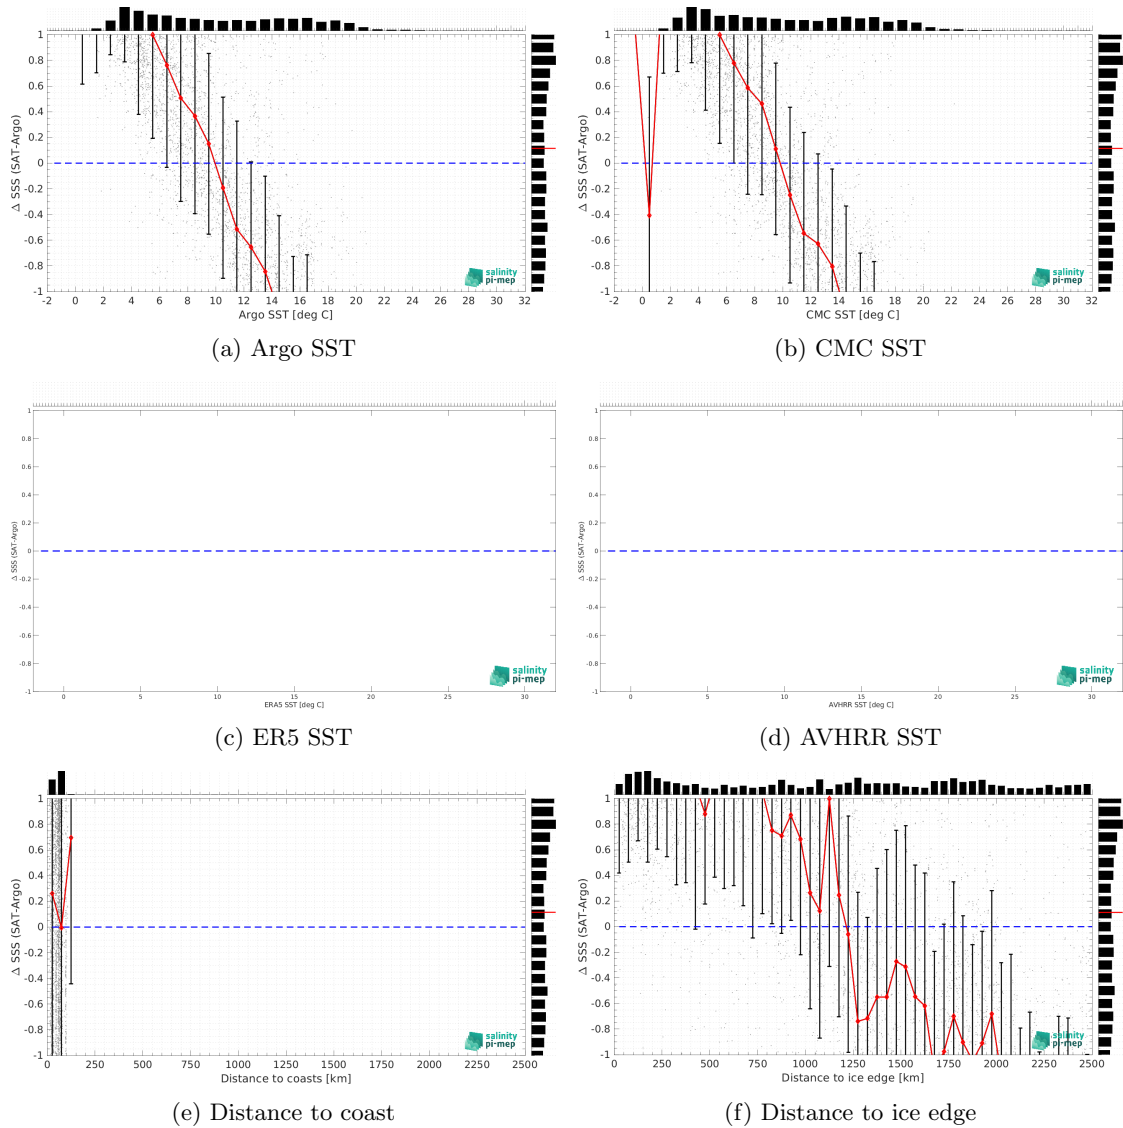 1
0.8
0.6
0.4
0.2
0
-0.2
-0.4
-0.6
-0.8
-1
Δ SSS (SAT-Argo)
salinity
pi-mep
-2 0 2 4 6 8 10 12 14 16 18 20 22 24 26 28 30 32
Argo SST [deg C]
(a) Argo SST
1
0.8
0.6
0.4
0.2
0
-0.2
-0.4
-0.6
-0.8
-1
Δ SSS (SAT-Argo)
salinity
pi-mep
-2 0 2 4 6 8 10 12 14 16 18 20 22 24 26 28 30 32
CMC SST [deg C]
(b) CMC SST
1
0.8
0.6
0.4
0.2
0
-0.2
-0.4
-0.6
-0.8
-1
Δ SSS (SAT-Argo)
salinity
pi-mep
0 5 10 15 20 25 30
ERA5 SST [deg C]
(c) ER5 SST
1
0.8
0.6
0.4
0.2
0
-0.2
-0.4
-0.6
-0.8
-1
Δ SSS (SAT-Argo)
salinity
pi-mep
0 5 10 15 20 25 30
AVHRR SST [deg C]
(d) AVHRR SST
1
0.8
0.6
0.4
0.2
0
-0.2
-0.4
-0.6
-0.8
-1
Δ SSS (SAT-Argo)
salinity
pi-mep
0 250 500 750 1000 1250 1500 1750 2000 2250 2500
Distance to coasts [km]
(e) Distance to coast
1
0.8
0.6
0.4
0.2
0
-0.2
-0.4
-0.6
-0.8
-1
Δ SSS (SAT-Argo)
salinity
pi-mep
0 250 500 750 1000 1250 1500 1750 2000 2250 2500
Distance to ice edge [km]
(f) Distance to ice edge